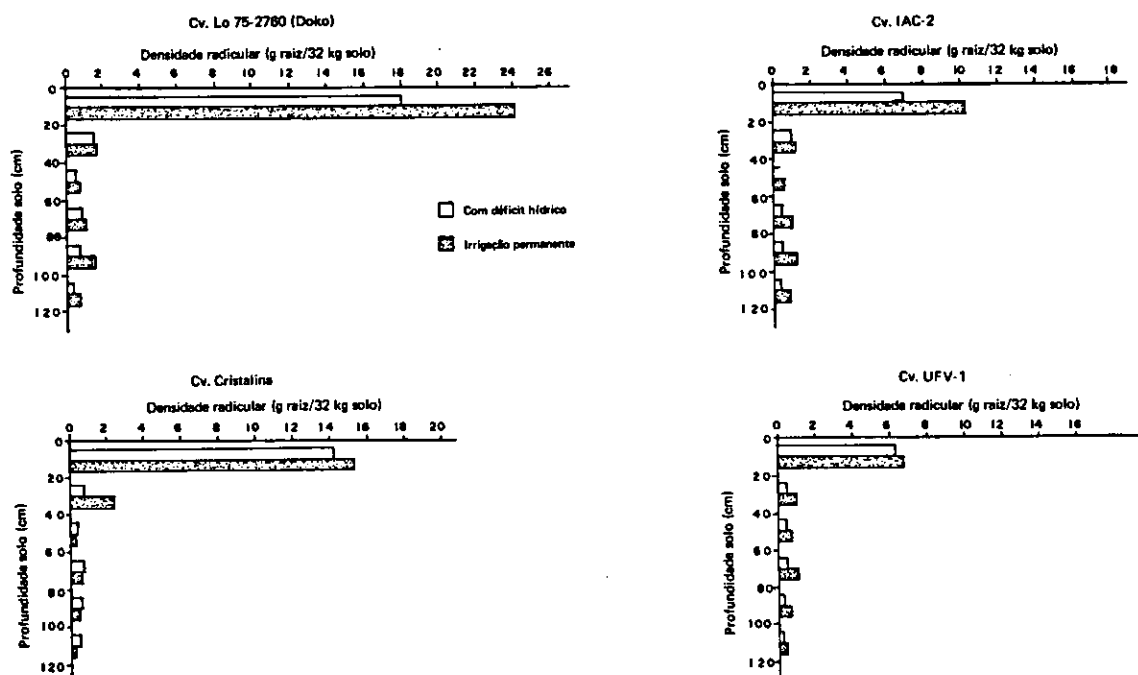 Cv. Lo 75-2760 (Doko)
Densidade radicular (g raiz/32 kg solo)
0 2 4 6 8 10 12 14 16 18 20 22 24 26
Profundidade solo (cm)
0
20
40
60
80
100
120
Com déficit hídrico
Irrigação permanente
Cv. IAC-2
Densidade radicular (g raiz/32 kg solo)
0 2 4 6 8 10 12 14 16 18
Profundidade solo (cm)
0
20
40
60
80
100
120
Cv. Cristalina
Densidade radicular (g raiz/32 kg solo)
0 2 4 6 8 10 12 14 16 18 20
Profundidade solo (cm)
0
20
40
60
80
100
120
Cv. UFV-1
Densidade radicular (g raiz/32 kg solo)
0 2 4 6 8 10 12 14 16
Profundidade solo (cm)
0
20
40
60
80
100
120